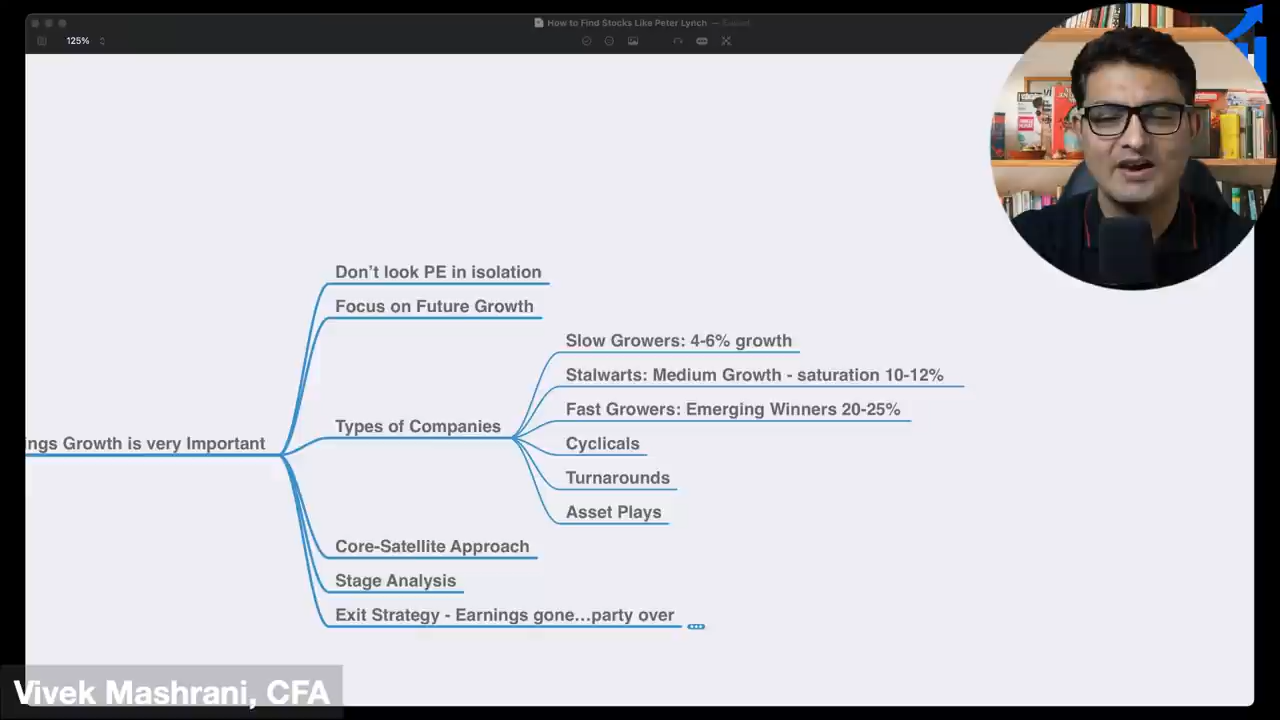 How to Find Stocks Like Peter Lynch — Saved
125%
Don't look PE in isolation
Focus on Future Growth
Slow Growers: 4-6% growth
Stalwarts: Medium Growth - saturation 10-12%
Fast Growers: Emerging Winners 20-25%
Types of Companies
Cyclicals
ings Growth is very Important
Turnarounds
Asset Plays
Core-Satellite Approach
Stage Analysis
Exit Strategy - Earnings gone...party over
Vivek Mashrani, CFA